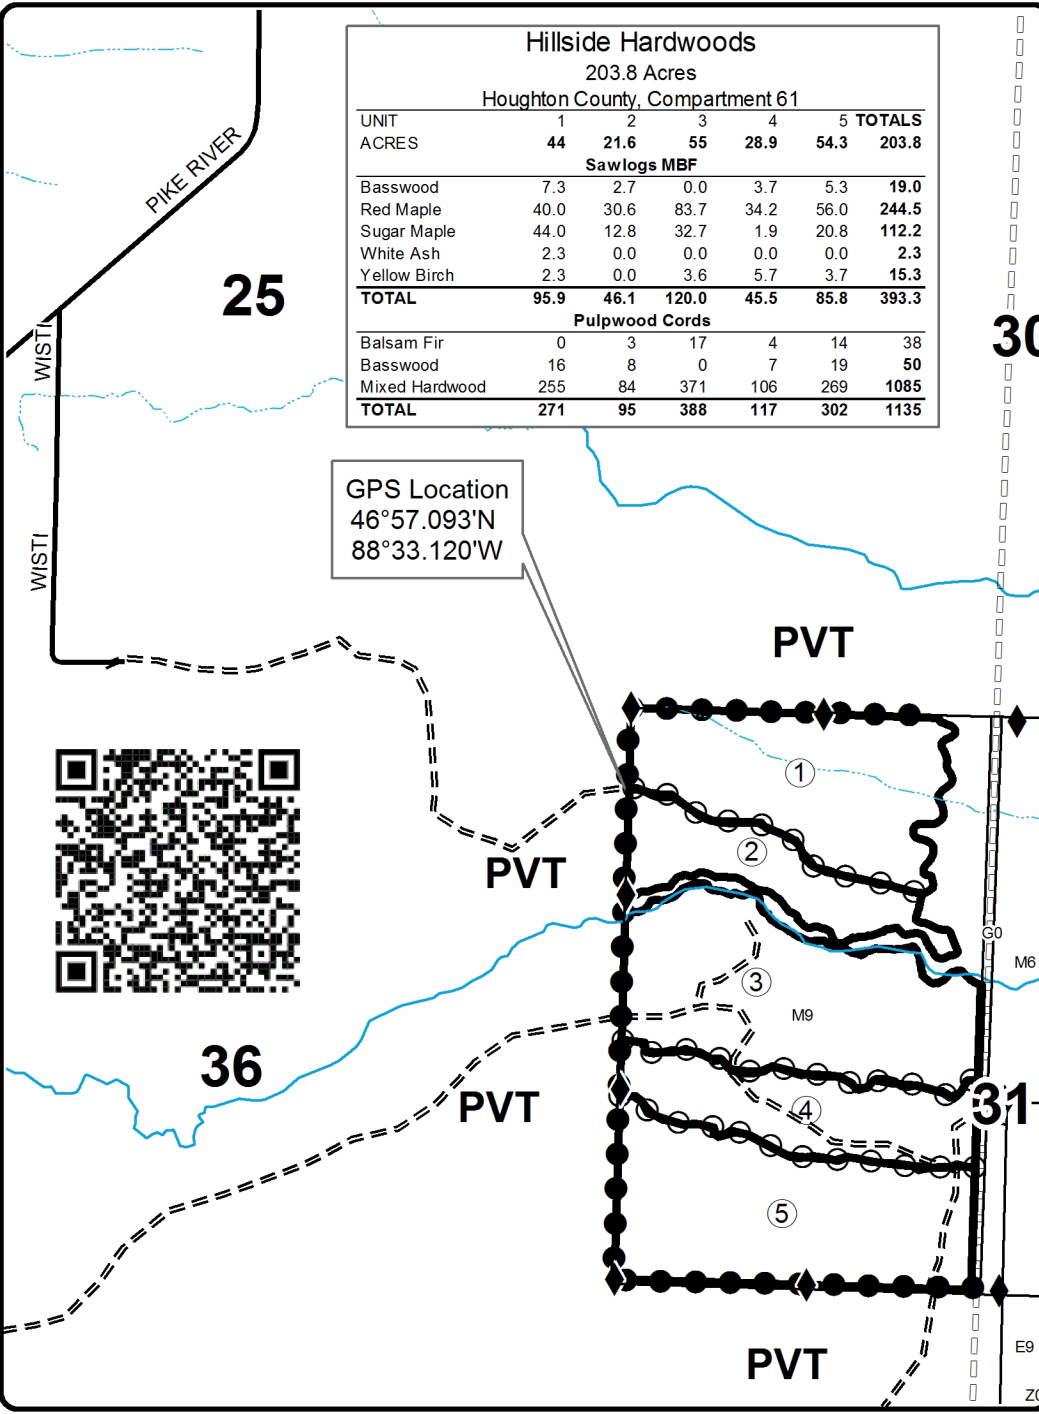 Hillside Hardwoods
203.8 Acres
Houghton County, Compartment 61
UNIT 1 2 3 4 5 TOTALS
ACRES 44 21.6 55 28.9 54.3 203.8
Sawlogs MBF
Basswood 7.3 2.7 0.0 3.7 5.3 19.0
Red Maple 40.0 30.6 83.7 34.2 56.0 244.5
Sugar Maple 44.0 12.8 32.7 1.9 20.8 112.2
White Ash 2.3 0.0 0.0 0.0 0.0 2.3
Yellow Birch 2.3 0.0 3.6 5.7 3.7 15.3
TOTAL 95.9 46.1 120.0 45.5 85.8 393.3
Pulpwood Cords
Balsam Fir 0 3 17 4 14 38
Basswood 16 8 0 7 19 50
Mixed Hardwood 255 84 371 106 269 1085
TOTAL 271 95 388 117 302 1135
PIKE RIVER
25
30
WISTI
GPS Location
46°57.093'N
88°33.120'W
WISTI
PVT
1
2
PVT
G0
M6
3
M9
36
PVT
4
31
5
E9
PVT